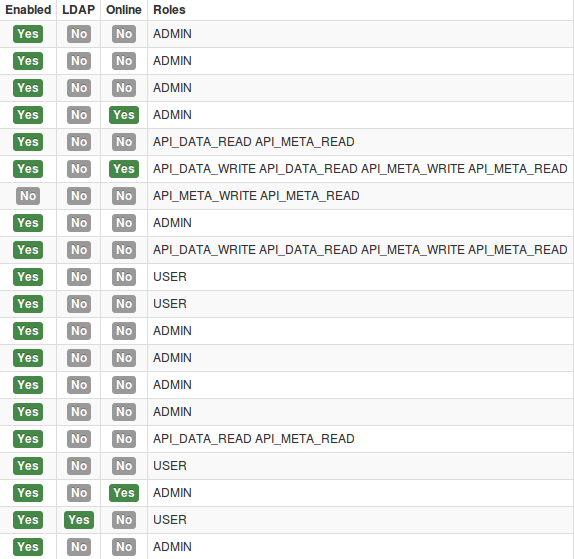 Enabled LDAP Online Roles
Yes No No ADMIN
Yes No No ADMIN
Yes No No ADMIN
Yes No Yes ADMIN
Yes No No API_DATA_READ API_META_READ
Yes No Yes API_DATA_WRITE API_DATA_READ API_META_WRITE API_META_READ
No No No API_META_WRITE API_META_READ
Yes No No ADMIN
Yes No No API_DATA_WRITE API_DATA_READ API_META_WRITE API_META_READ
Yes No No USER
Yes No No USER
Yes No No ADMIN
Yes No No ADMIN
Yes No No ADMIN
Yes No No ADMIN
Yes No No API_DATA_READ API_META_READ
Yes No No USER
Yes No Yes ADMIN
Yes Yes No USER
Yes No No ADMIN